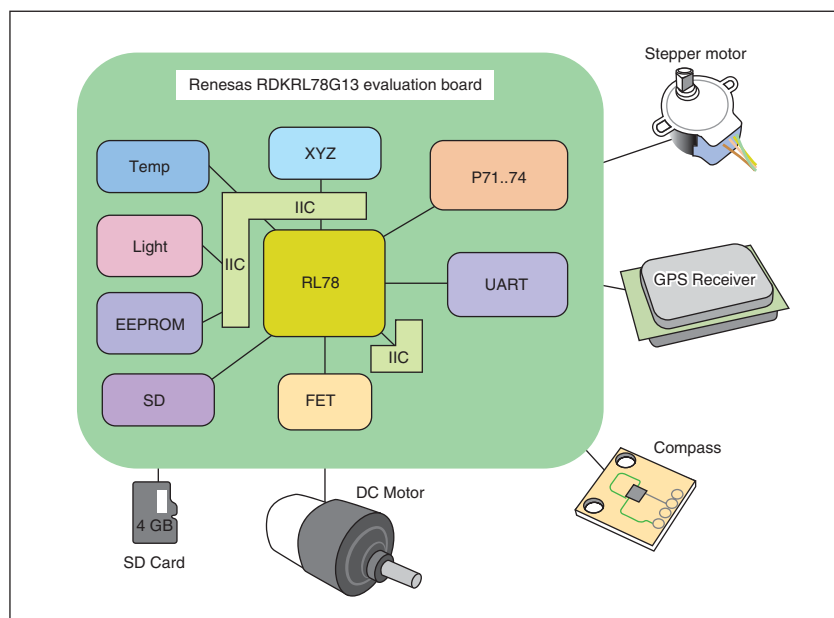 Stepper motor
Renesas RDKRL78G13 evaluation board
XYZ
Temp
P71..74
IIC
Light
IIC
GPS Receiver
RL78
UART
EEPROM
IIC
SD
FET
Compass
DC Motor
4 GB
SD Card